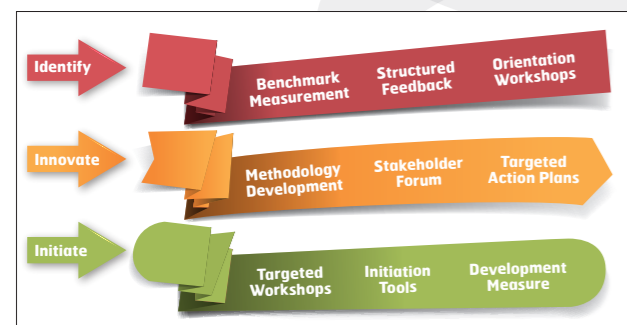 Identify
Benchmark
Measurement
Structured
Feedback
Orientation
Workshops
Innovate
Methodology
Development
Stakeholder
Forum
Targeted
Action Plans
Initiate
Targeted
Workshops
Initiation
Tools
Development
Measure